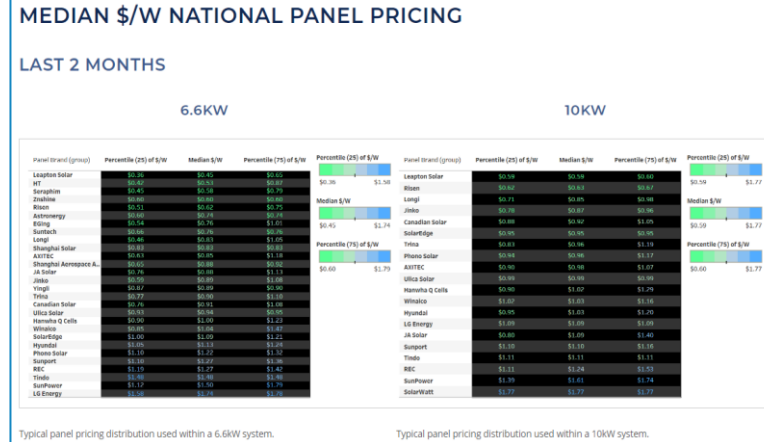 MEDIAN $/W NATIONAL PANEL PRICING
LAST 2 MONTHS
6.6KW
Panel Brand (group) Percentile (25) of $/W Median $/W Percentile (75) of $/W
Leapton Solar $0.36 $0.45 $0.65
HT $0.42 $0.53 $0.87
Seraphim $0.45 $0.58 $0.79
Znshine $0.60 $0.60 $0.60
Risen $0.51 $0.62 $0.75
Astronergy $0.60 $0.74 $0.74
EGing $0.54 $0.76 $1.01
Suntech $0.66 $0.76 $0.76
Longi $0.46 $0.83 $1.05
Shanghai Solar $0.83 $0.83 $0.83
AXITEC $0.63 $0.85 $1.18
Shanghai Aerospace A.. $0.65 $0.88 $0.92
JA Solar $0.76 $0.88 $1.13
Jinko $0.59 $0.89 $1.08
Yingli $0.87 $0.89 $0.90
Trina $0.77 $0.90 $1.10
Canadian Solar $0.76 $0.91 $1.08
Ulica Solar $0.93 $0.94 $0.95
Hanwha Q Cells $0.90 $1.00 $1.23
Winaico $0.85 $1.04 $1.47
SolarEdge $1.00 $1.09 $1.21
Hyundai $1.05 $1.13 $1.24
Phono Solar $1.10 $1.22 $1.32
Sunport $1.10 $1.27 $1.36
REC $1.19 $1.27 $1.42
Tindo $1.48 $1.48 $1.48
SunPower $1.12 $1.50 $1.79
LG Energy $1.58 $1.74 $1.78
Percentile (25) of $/W
$0.36 $1.58
Median $/W
$0.45 $1.74
Percentile (75) of $/W
$0.60 $1.79
Typical panel pricing distribution used within a 6.6kW system.
10KW
Panel Brand (group) Percentile (25) of $/W Median $/W Percentile (75) of $/W
Leapton Solar $0.59 $0.59 $0.60
Risen $0.62 $0.63 $0.67
Longi $0.71 $0.85 $0.98
Jinko $0.78 $0.87 $0.96
Canadian Solar $0.88 $0.92 $1.05
SolarEdge $0.95 $0.95 $0.95
Trina $0.83 $0.96 $1.19
Phono Solar $0.94 $0.96 $1.17
AXITEC $0.90 $0.98 $1.07
Ulica Solar $0.99 $0.99 $0.99
Hanwha Q Cells $0.90 $1.02 $1.29
Winaico $1.02 $1.03 $1.16
Hyundai $0.95 $1.03 $1.20
LG Energy $1.09 $1.09 $1.09
JA Solar $0.80 $1.09 $1.40
Sunport $1.10 $1.10 $1.16
Tindo $1.11 $1.11 $1.11
REC $1.11 $1.24 $1.53
SunPower $1.39 $1.61 $1.74
SolarWatt $1.77 $1.77 $1.77
Percentile (25) of $/W
$0.59 $1.77
Median $/W
$0.59 $1.77
Percentile (75) of $/W
$0.60 $1.77
Typical panel pricing distribution used within a 10kW system.